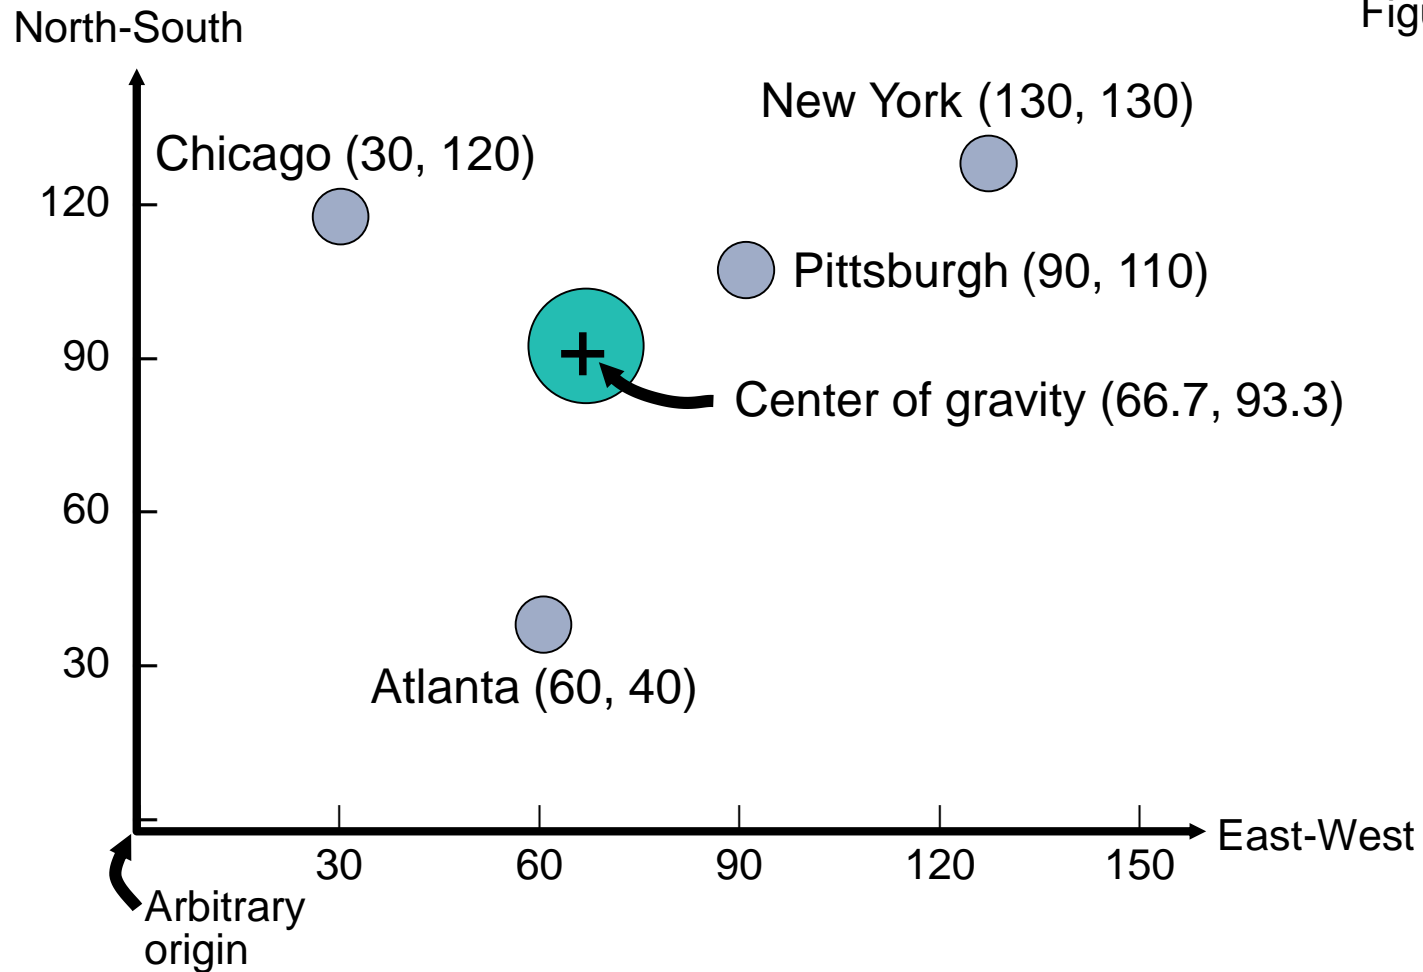 North-South
New York (130, 130)
Chicago (30, 120)
120
Pittsburgh (90, 110)
90
Center of gravity (66.7, 93.3)
60
30
Atlanta (60, 40)
East-West
30
60
90
120
150
Arbitrary
origin